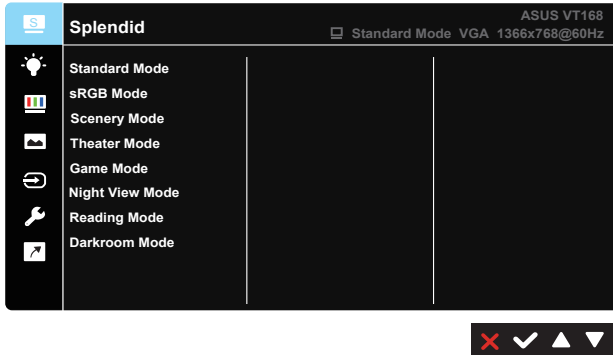 S
Splendid
ASUS VT168
Standard Mode VGA 1366x768@60Hz
Standard Mode
sRGB Mode
Scenery Mode
Theater Mode
Game Mode
Night View Mode
Reading Mode
Darkroom Mode